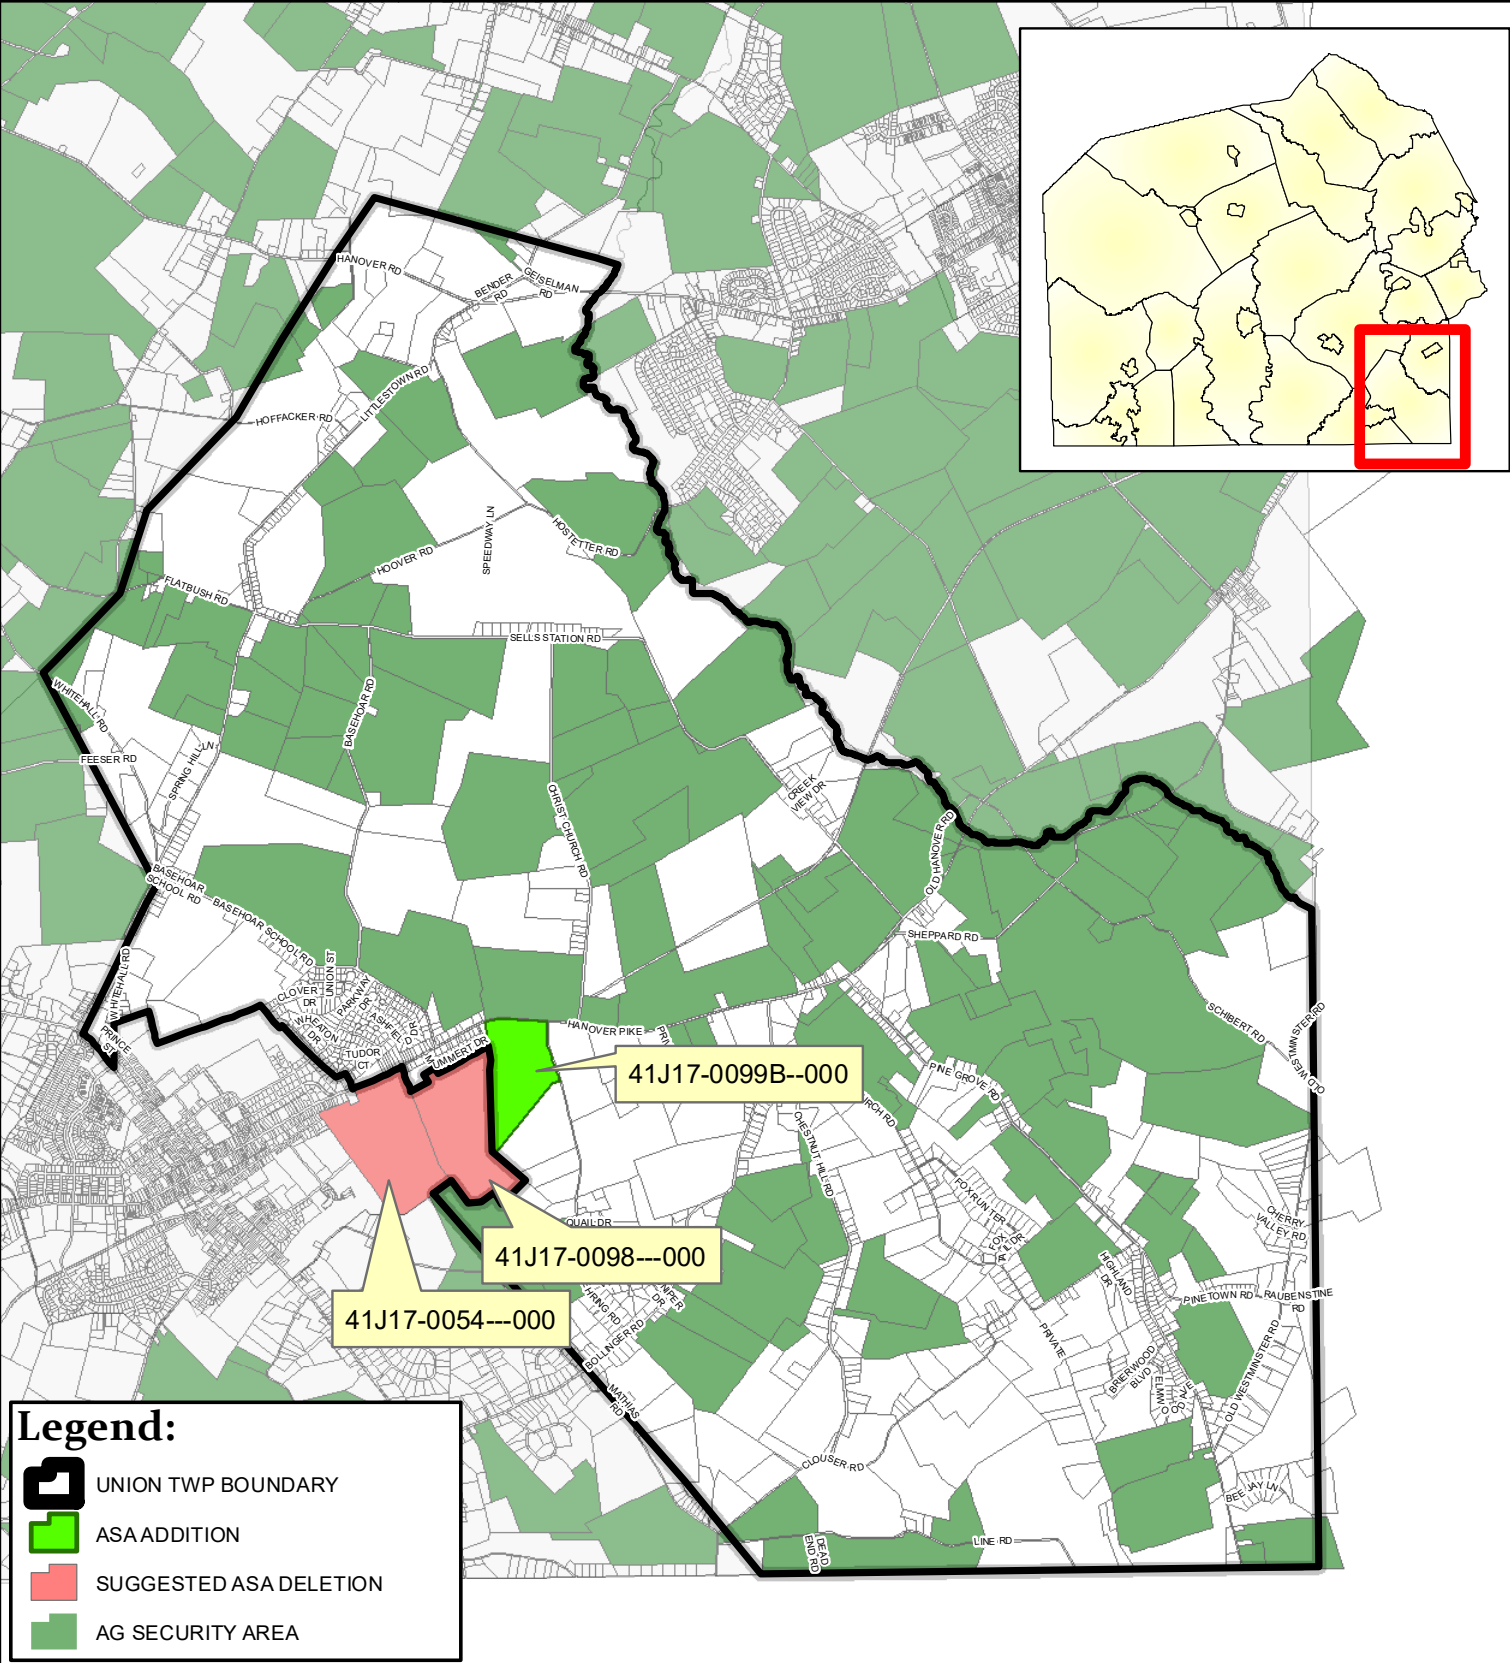 HANOVER RD
BENDER
RD
GEISELMAN
RD
LITTLESTOWN RD
HOFFACKER RD
SPEEDWAY LN
HOSTETTER RD
HOOVER RD
FLATBUSH RD
SELLS STATION RD
WHITEHALL RD
BASEHOAR RD
FEESER RD
SPRING HILL LN
CREEK
VIEW DR
CHRIST CHURCH RD
OLD HANOVER RD
BASEHOAR
SCHOOL RD
BASEHOAR SCHOOL RD
SHEPPARD RD
WHITEHALL RD
UNION ST
CLOVER
DR
PARKWAY
DR
WHEATON
DR
ASHFIELD DR
PRINCE
ST
TUDOR
CT
MUMMERT DR
HANOVER PIKE
SCHIBERT RD
OLD WESTMINSTER RD
41J17-0099B--000
PINE GROVE RD
CHESTNUT HILL RD
FOXRUN TER
CHERRY
VALLEY RD
QUAIL DR
41J17-0098---000
HIGHLAND
DR
PINETOWN RD
RAUBENSTINE
RD
41J17-0054---000
BOLLINGER RD
PRIVATE
OLD WESTMINSTER RD
BRIERWOOD
BLVD
MATHIAS
RD
CLOUSER RD
BEE JAY LN
DEAD
END RD
LINE RD
Legend:
UNION TWP BOUNDARY
ASA ADDITION
SUGGESTED ASA DELETION
AG SECURITY AREA